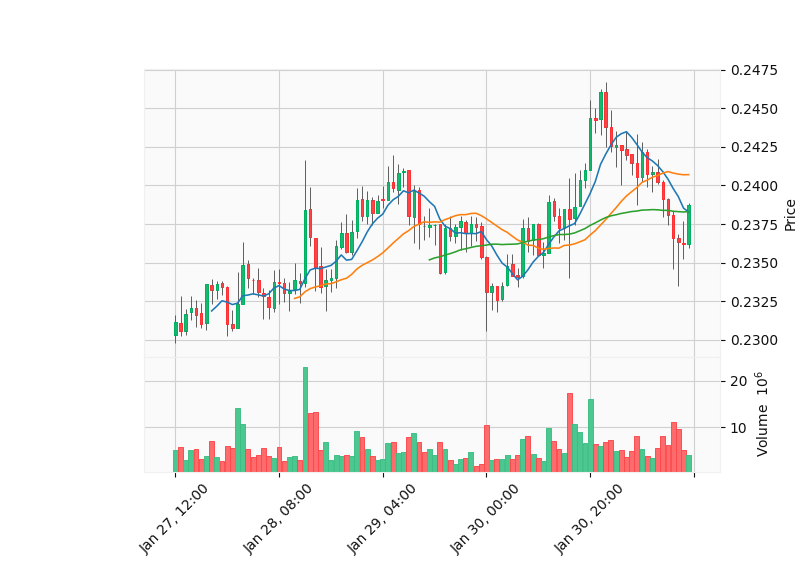 0.2475
0.2450
0.2425
0.2400
0.2375
0.2350
0.2325
0.2300
Price
20
10
Volume 10⁶
Jan 27, 12:00
Jan 28, 08:00
Jan 29, 04:00
Jan 30, 00:00
Jan 30, 20:00